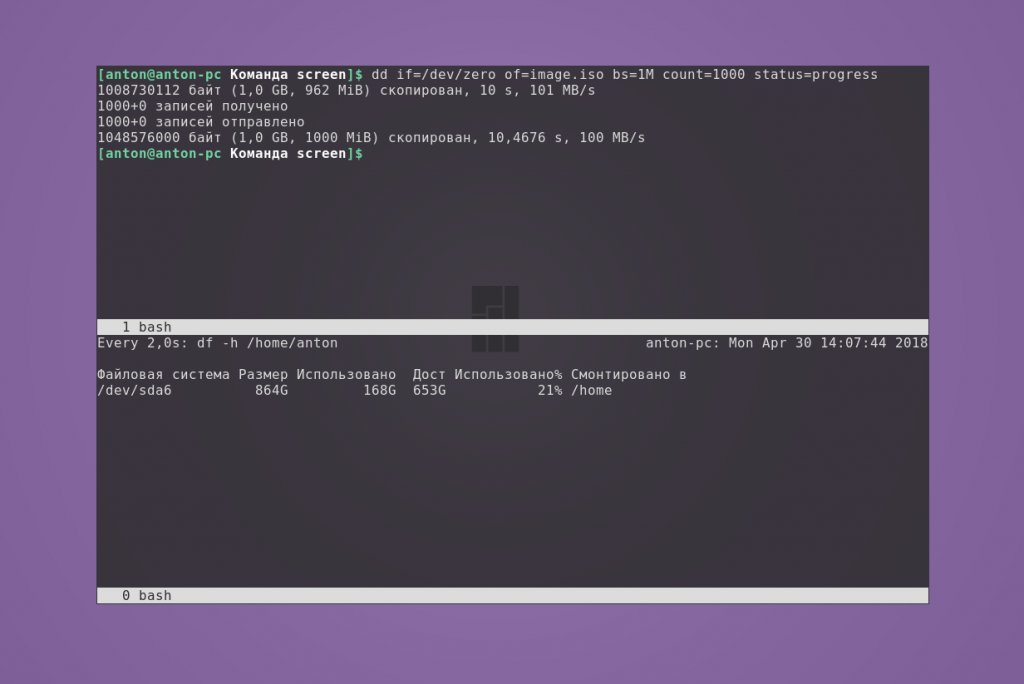 [anton@anton-pc Команда screen]$ dd if=/dev/zero of=image.iso bs=1M count=1000 status=progress
1008730112 байт (1,0 GB, 962 MiB) скопирован, 10 s, 101 MB/s
1000+0 записей получено
1000+0 записей отправлено
1048576000 байт (1,0 GB, 1000 MiB) скопирован, 10,4676 s, 100 MB/s
[anton@anton-pc Команда screen]$
1 bash
Every 2,0s: df -h /home/anton anton-pc: Mon Apr 30 14:07:44 2018
Файловая система Размер Использовано Дост Использовано% Смонтировано в
/dev/sda6 864G 168G 653G 21% /home
0 bash